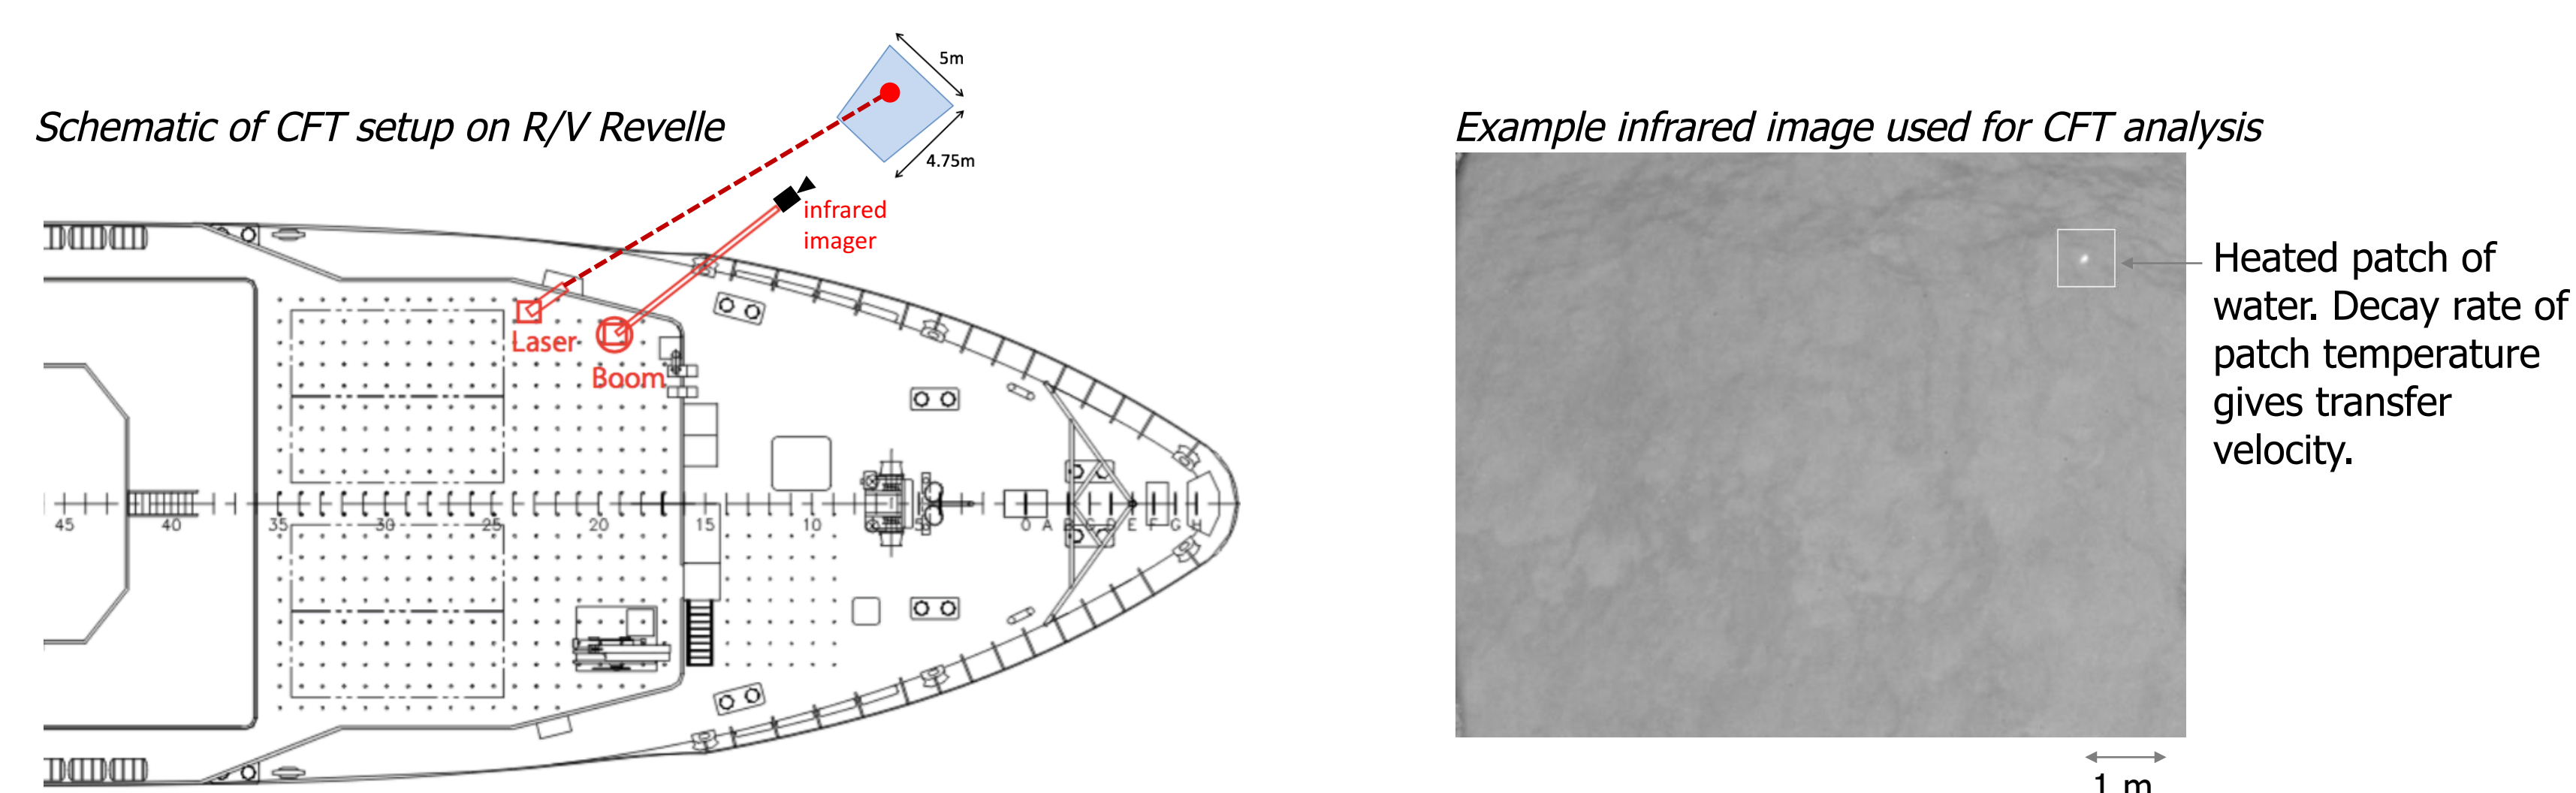 Schematic of CFT setup on R/V Revelle
5m
4.75m
infrared
imager
Laser
Boom
45 40 35 30 25 20 15 10 5 0 A B C D E F G H
Example infrared image used for CFT analysis
Heated patch of
water. Decay rate of
patch temperature
gives transfer
velocity.
1 m